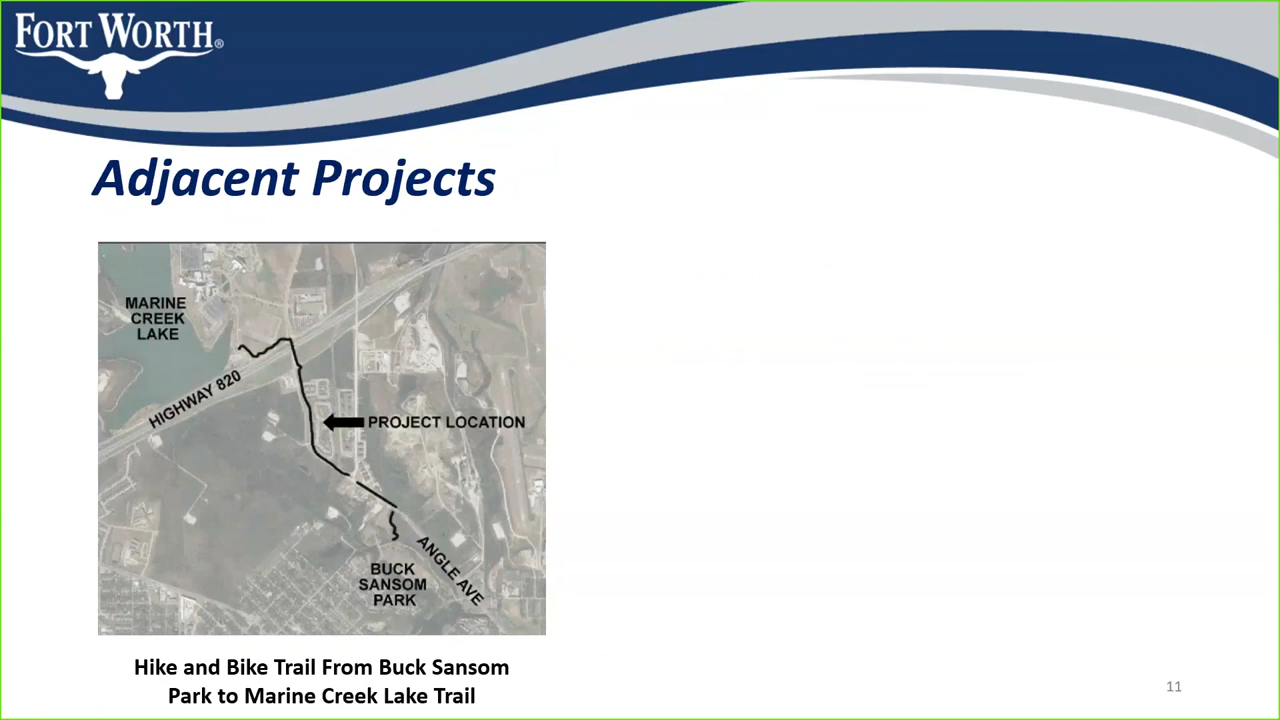 FORT WORTH®
Adjacent Projects
MARINE
CREEK
LAKE
HIGHWAY 820
PROJECT LOCATION
ANGLE AVE
BUCK
SANSOM
PARK
Hike and Bike Trail From Buck Sansom
Park to Marine Creek Lake Trail
11